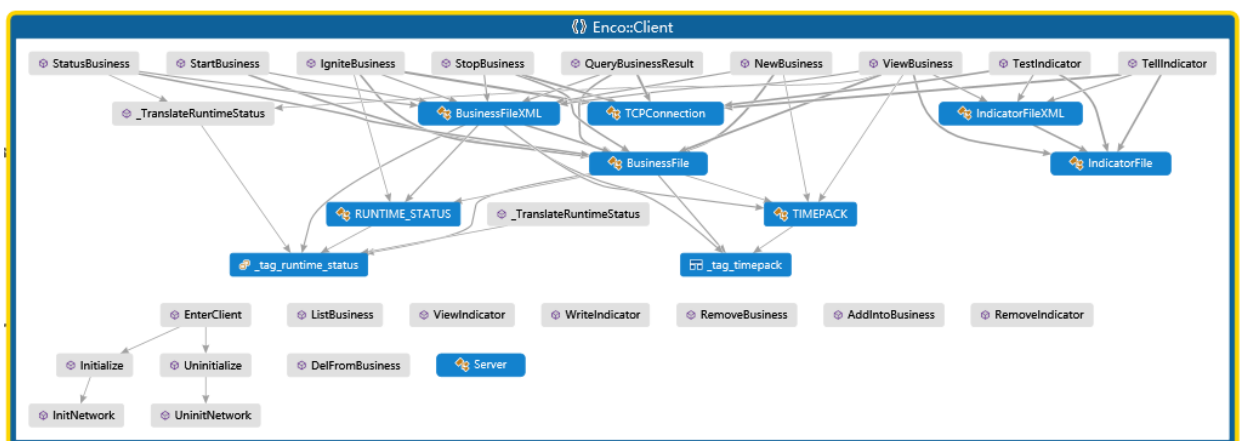 Enco::Client
StatusBusiness StartBusiness IgniteBusiness StopBusiness QueryBusinessResult NewBusiness ViewBusiness TestIndicator TellIndicator
_TranslateRuntimeStatus BusinessFileXML TCPConnection IndicatorFileXML
BusinessFile IndicatorFile
RUNTIME_STATUS _TranslateRuntimeStatus TIMEPACK
_tag_runtime_status _tag_timepack
EnterClient ListBusiness ViewIndicator WriteIndicator RemoveBusiness AddIntoBusiness RemoveIndicator
Initialize Uninitialize DelFromBusiness Server
InitNetwork UninitNetwork